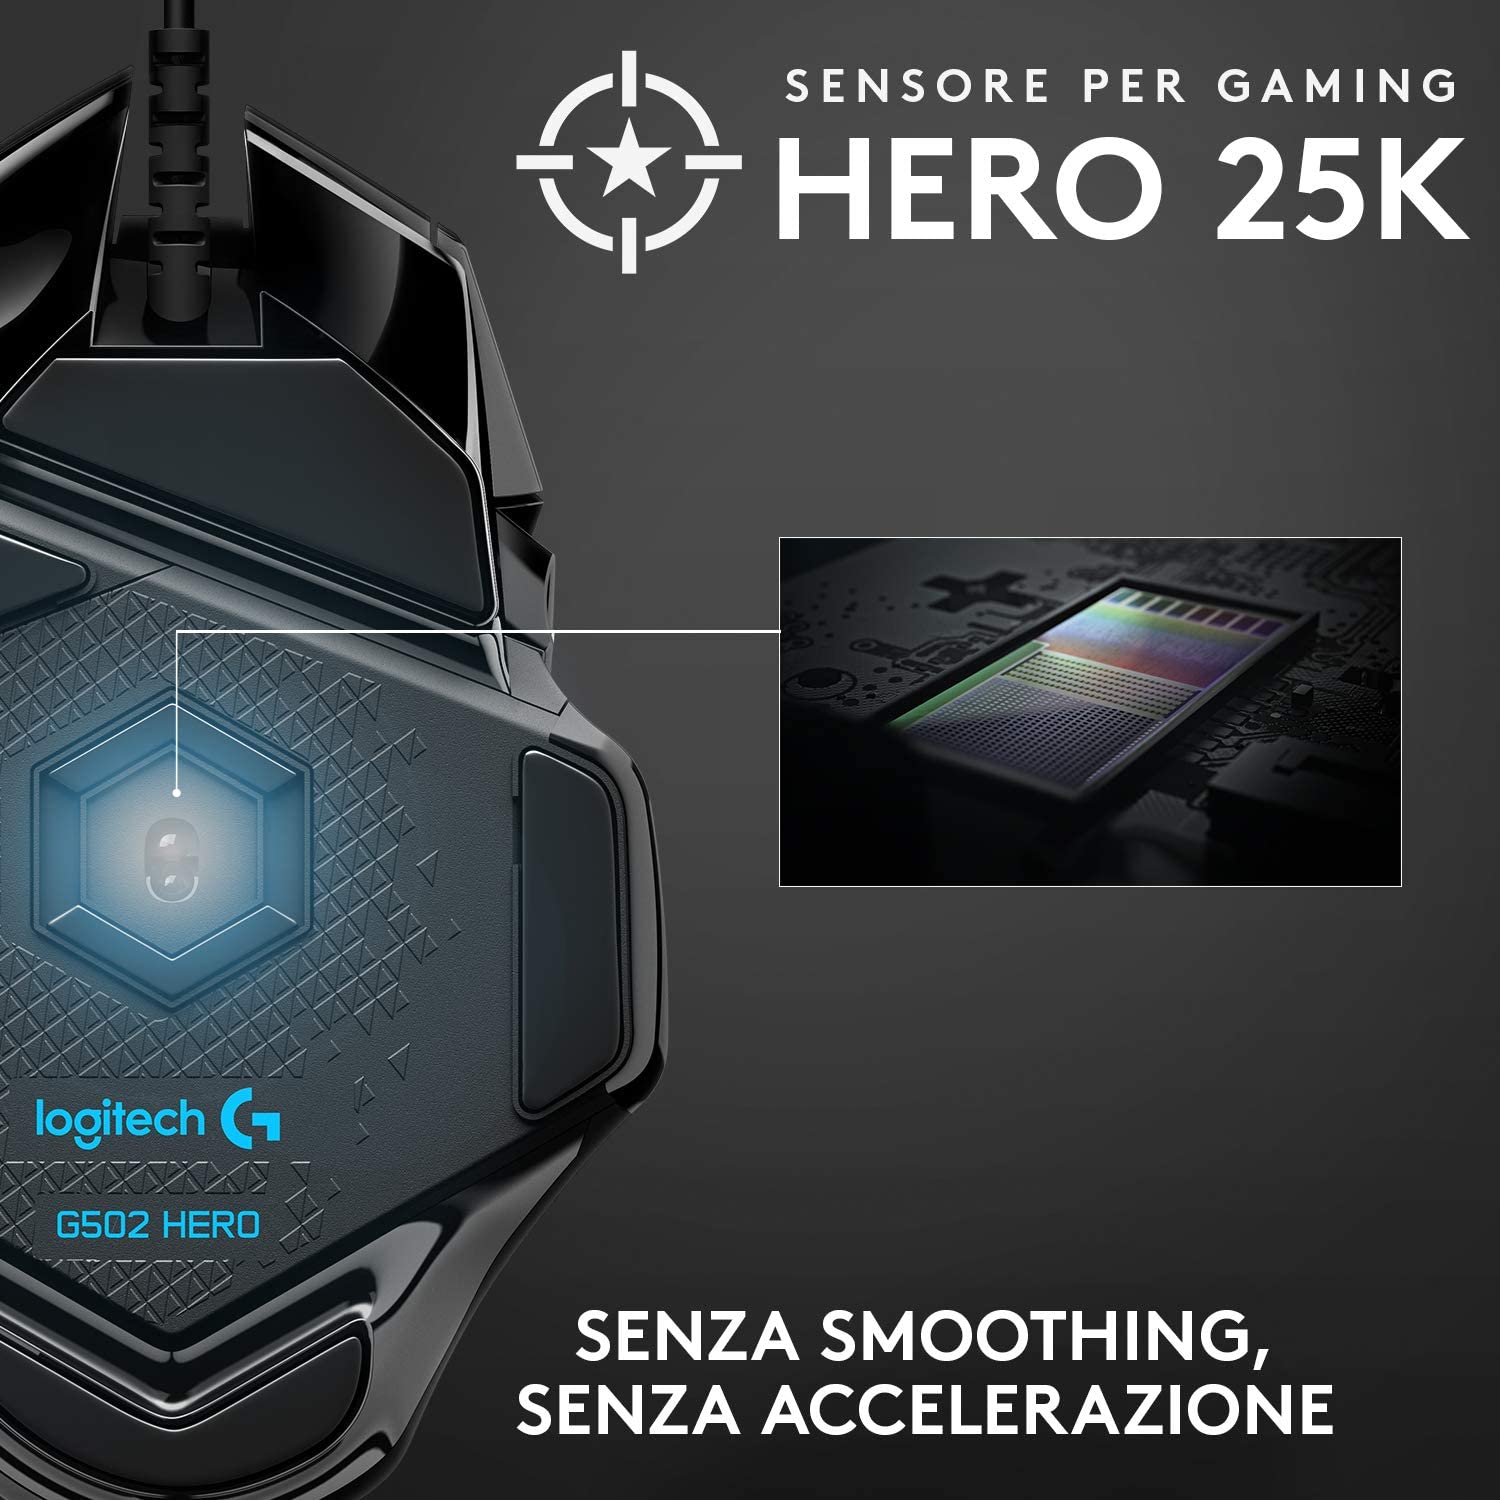 SENSORE PER GAMING
HERO 25K
logitech G
G502 HERO
SENZA SMOOTHING,
SENZA ACCELERAZIONE